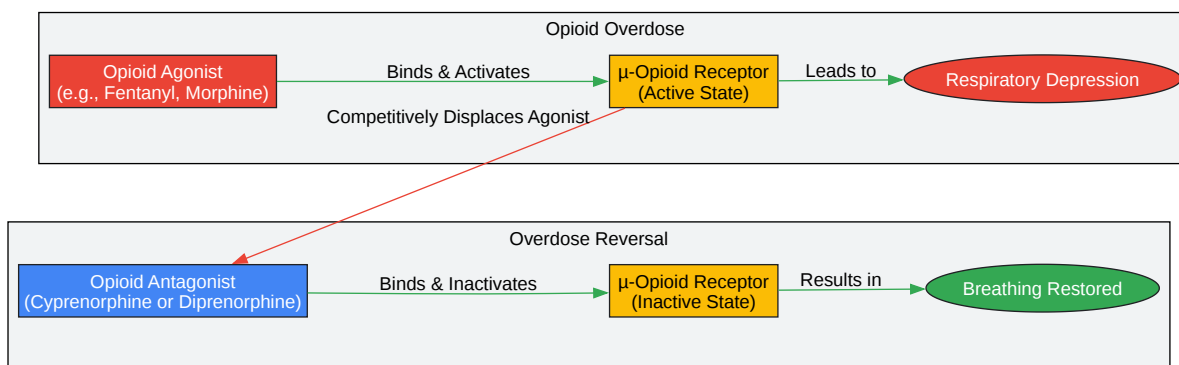 Opioid Overdose
Opioid Agonist
(e.g., Fentanyl, Morphine)
Binds & Activates
µ-Opioid Receptor
(Active State)
Leads to
Respiratory Depression
Competitively Displaces Agonist
Overdose Reversal
Opioid Antagonist
(Cyprenorphine or Diprenorphine)
Binds & Inactivates
µ-Opioid Receptor
(Inactive State)
Results in
Breathing Restored